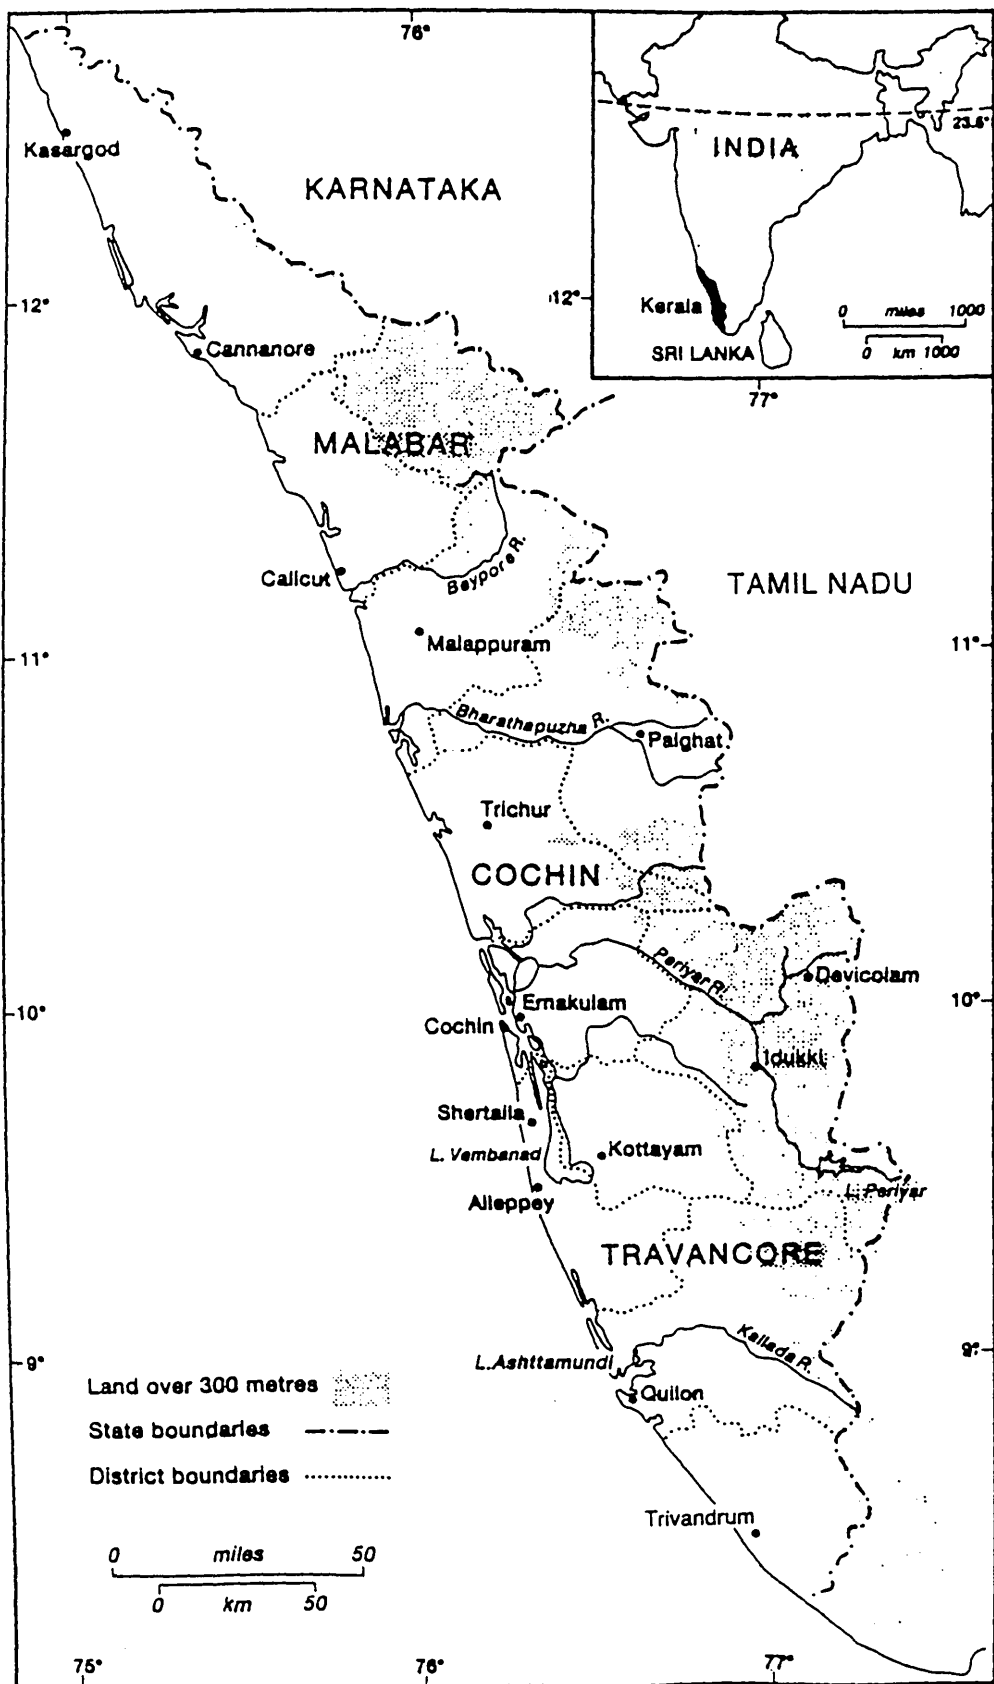 76°
Kasargod
KARNATAKA
INDIA
23.5°
12°
12°
Kerala
0 miles 1000
0 km 1000
SRI LANKA
77°
Cannanore
MALABAR
Calicut
Beypore R.
TAMIL NADU
Malappuram
11°
11°
Bharathapuzha R.
Palghat
Trichur
COCHIN
Periyar R.
Devicolam
Ernakulam
10°
10°
Cochin
Idukki
Shertalla
L. Vembanad
Kottayam
Alleppey
L. Periyar
TRAVANCORE
Kallada R.
9°
9°
L. Ashttamundi
Quilon
Land over 300 metres
State boundaries
District boundaries
Trivandrum
0 miles 50
0 km 50
75°
76°
77°